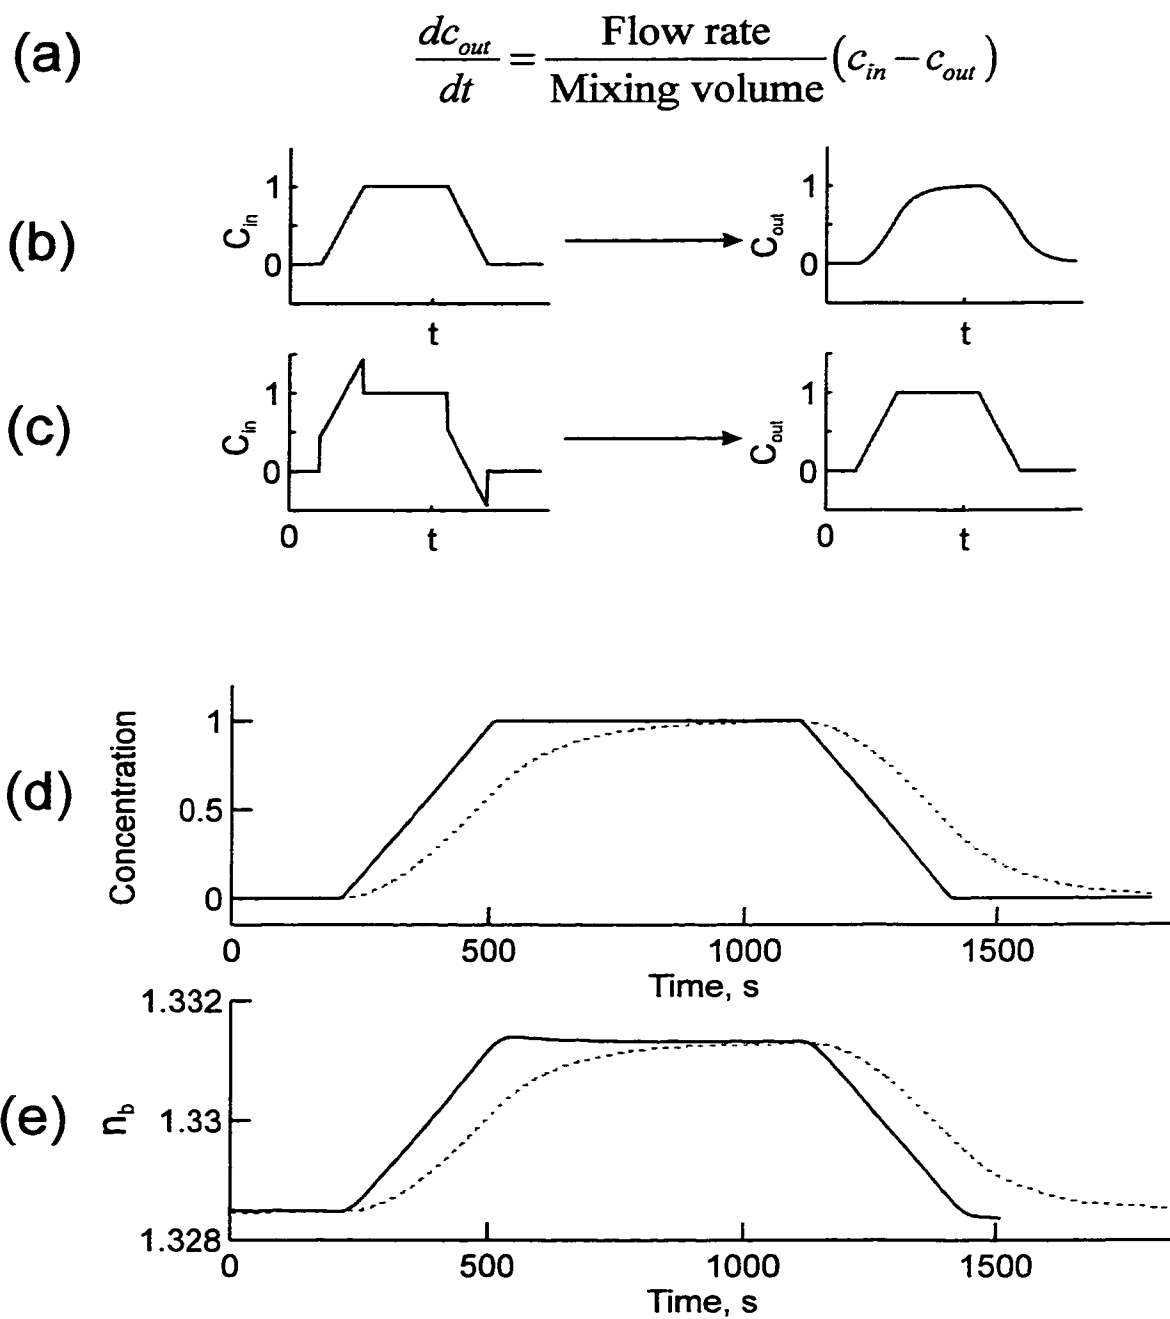 (a)
dc_out/dt = Flow rate/Mixing volume (c_in − c_out)
(b)
C_in
1
0
t
C_out
1
0
t
(c)
C_in
1
0
0
t
C_out
1
0
0
t
(d)
Concentration
1
0.5
0
0 500 1000 1500
Time, s
(e)
n_b
1.332
1.33
1.328
0 500 1000 1500
Time, s